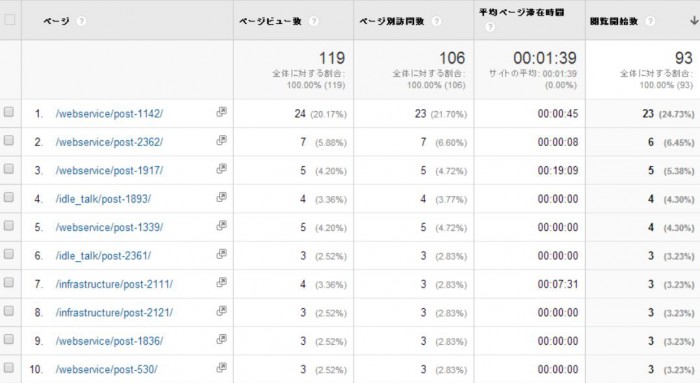 ページ ? ページビュー数 ? ページ別訪問数 ? 平均ページ滞在時間 ? 閲覧開始数 ? ↓
119 106 00:01:39 93
全体に対する割合: 全体に対する割合: サイトの平均: 00:01:39 全体に対する割合:
100.00% (119) 100.00% (106) (0.00%) 100.00% (93)
1. /webservice/post-1142/ 24 (20.17%) 23 (21.70%) 00:00:45 23 (24.73%)
2. /webservice/post-2362/ 7 (5.88%) 7 (6.60%) 00:00:08 6 (6.45%)
3. /webservice/post-1917/ 5 (4.20%) 5 (4.72%) 00:19:09 5 (5.38%)
4. /idle_talk/post-1893/ 4 (3.36%) 4 (3.77%) 00:00:00 4 (4.30%)
5. /webservice/post-1339/ 5 (4.20%) 5 (4.72%) 00:00:00 4 (4.30%)
6. /idle_talk/post-2361/ 3 (2.52%) 3 (2.83%) 00:00:00 3 (3.23%)
7. /infrastructure/post-2111/ 4 (3.36%) 3 (2.83%) 00:07:31 3 (3.23%)
8. /infrastructure/post-2121/ 3 (2.52%) 3 (2.83%) 00:00:00 3 (3.23%)
9. /webservice/post-1836/ 3 (2.52%) 3 (2.83%) 00:00:00 3 (3.23%)
10. /webservice/post-530/ 3 (2.52%) 3 (2.83%) 00:00:00 3 (3.23%)